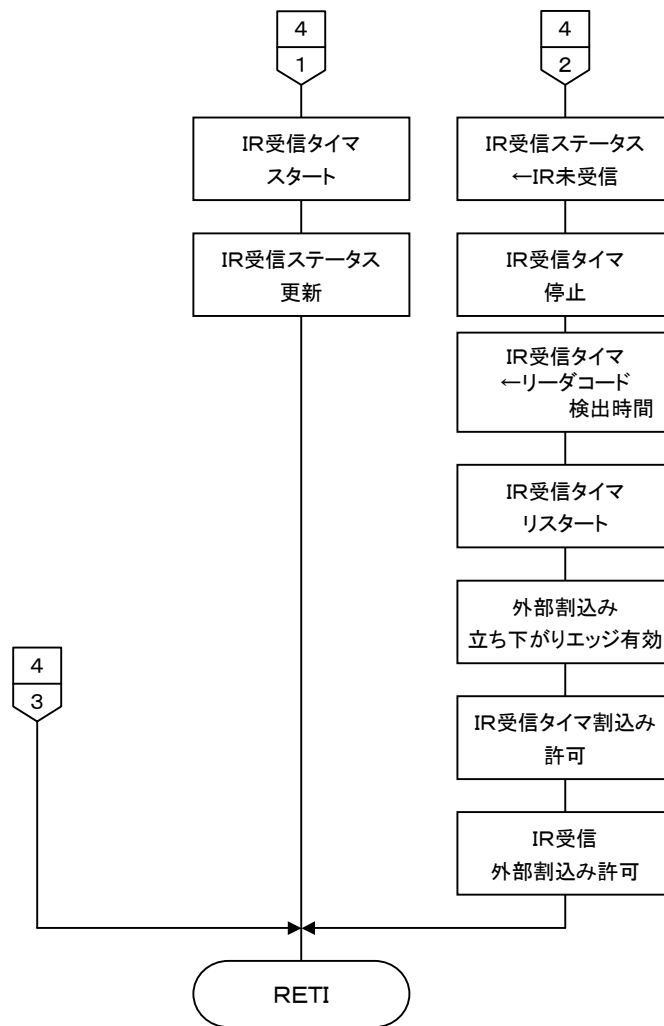 4
1
IR受信タイマ
スタート
IR受信ステータス
更新
4
2
IR受信ステータス
←IR未受信
IR受信タイマ
停止
IR受信タイマ
←リーダコード
検出時間
IR受信タイマ
リスタート
外部割込み
立ち下がりエッジ有効
IR受信タイマ割込み
許可
IR受信
外部割込み許可
4
3
RETI